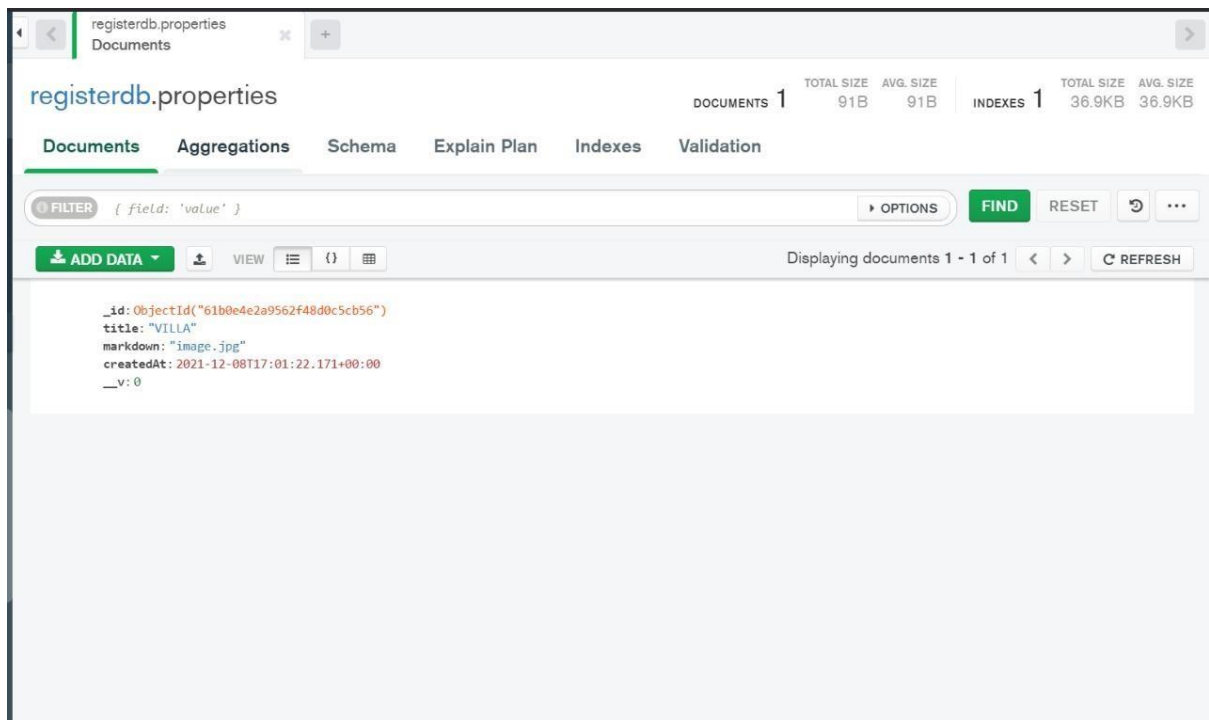 registerdb.properties
Documents
registerdb.properties
DOCUMENTS 1
TOTAL SIZE AVG. SIZE
91B 91B
INDEXES 1
TOTAL SIZE AVG. SIZE
36.9KB 36.9KB
Documents Aggregations Schema Explain Plan Indexes Validation
FILTER { field: 'value' } OPTIONS FIND RESET ...
ADD DATA VIEW {} Displaying documents 1 - 1 of 1 < > REFRESH
_id: ObjectId("61b0e4e2a9562f48d0c5cb56")
title: "VILLA"
markdown: "image.jpg"
createdAt: 2021-12-08T17:01:22.171+00:00
__v: 0